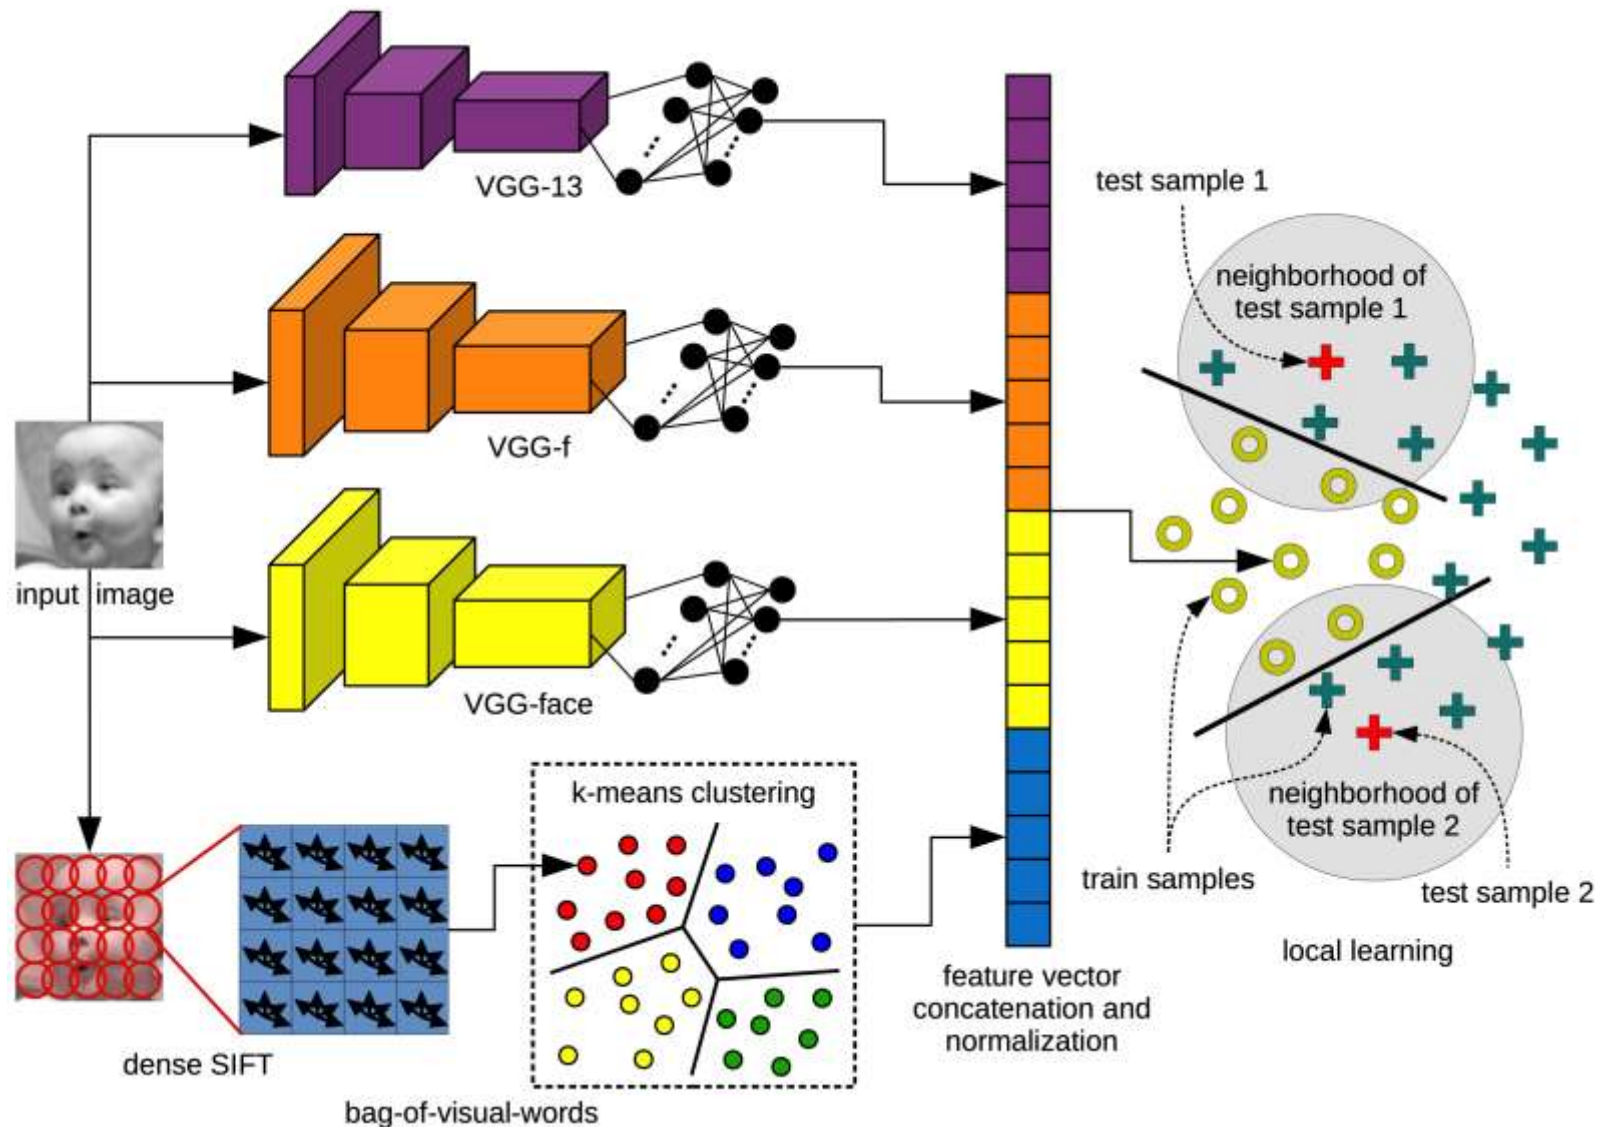 VGG-13
test sample 1
neighborhood of
test sample 1
VGG-f
input image
VGG-face
k-means clustering
neighborhood of
test sample 2
train samples
test sample 2
local learning
feature vector
concatenation and
normalization
dense SIFT
bag-of-visual-words